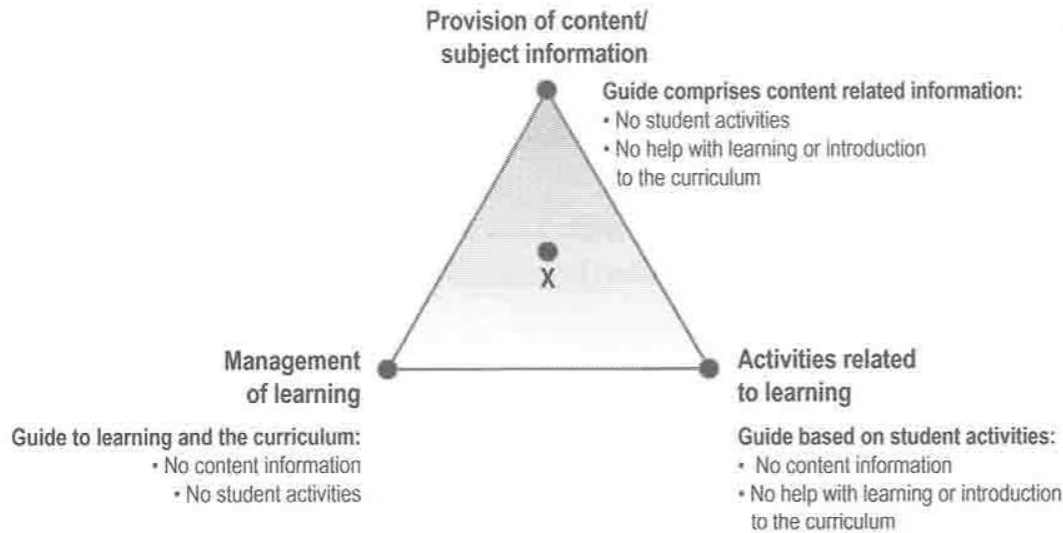 Provision of content/
subject information
Guide comprises content related information:
• No student activities
• No help with learning or introduction
to the curriculum
X
Management
of learning
Guide to learning and the curriculum:
• No content information
• No student activities
Activities related
to learning
Guide based on student activities:
• No content information
• No help with learning or introduction
to the curriculum